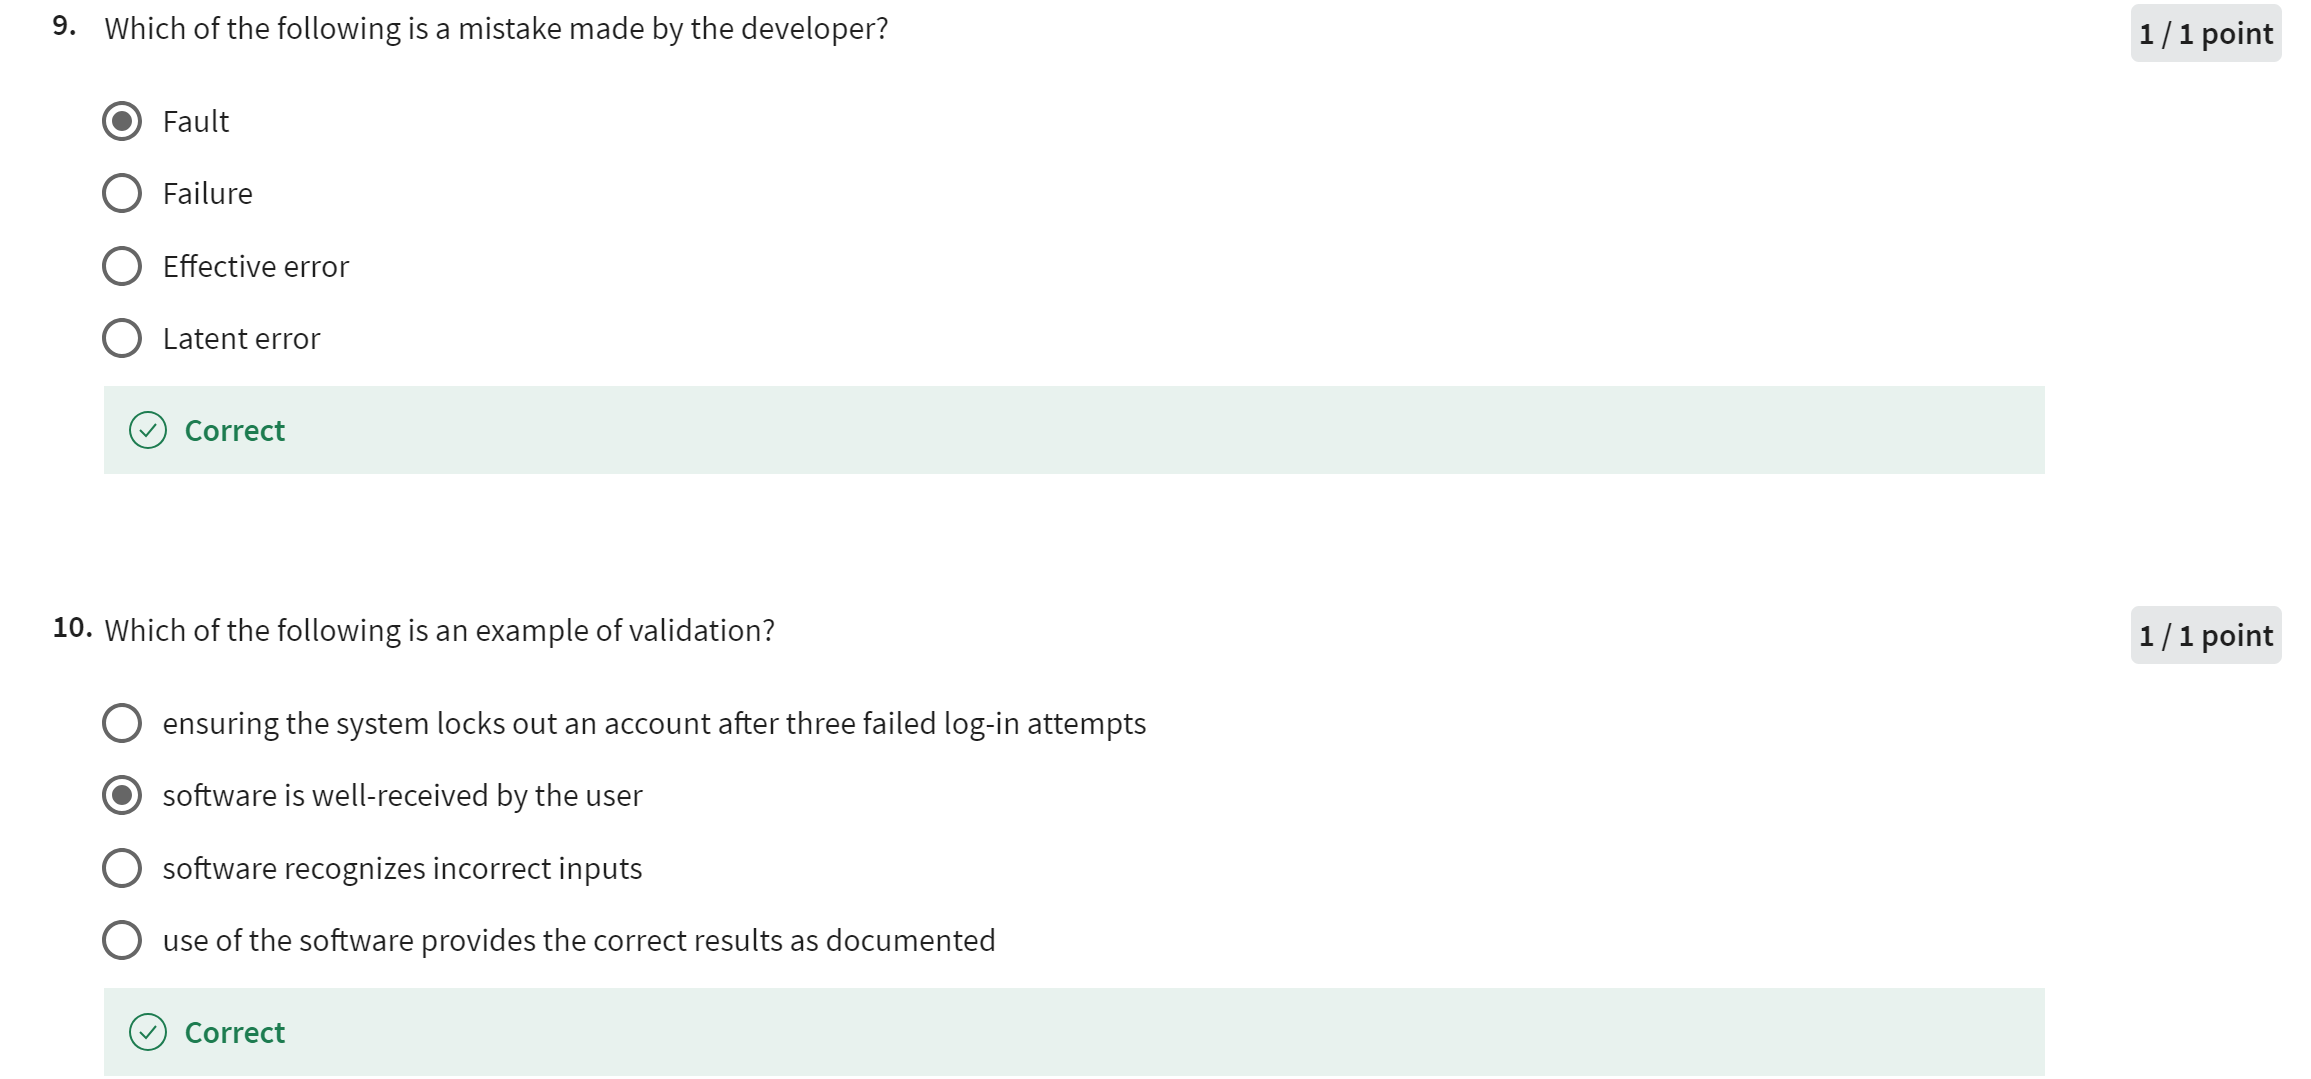 9. Which of the following is a mistake made by the developer?
1 / 1 point
Fault
Failure
Effective error
Latent error
Correct
10. Which of the following is an example of validation?
1 / 1 point
ensuring the system locks out an account after three failed log-in attempts
software is well-received by the user
software recognizes incorrect inputs
use of the software provides the correct results as documented
Correct